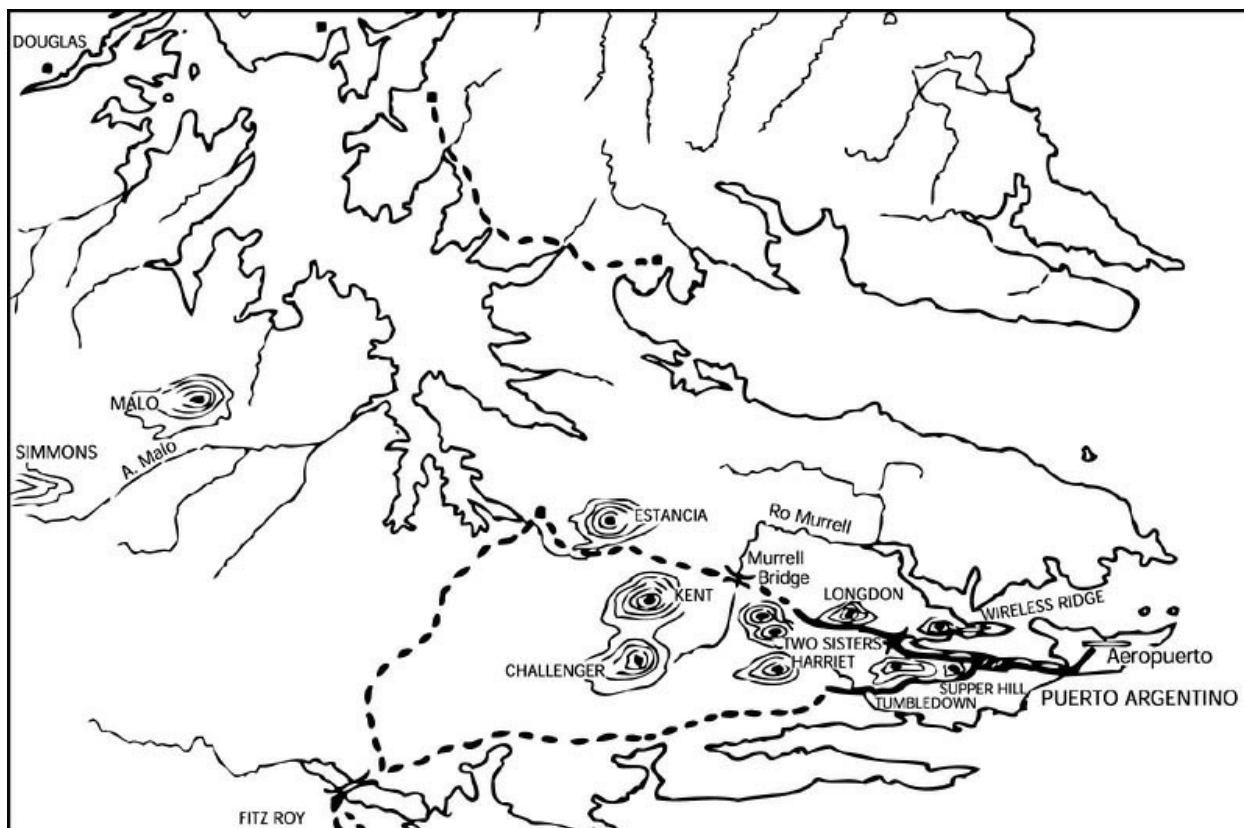 DOUGLAS
MALO
SIMMONS
A. Malo
ESTANCIA
Ro Murrell
Murrell
Bridge
KENT
LONGDON
WIRELESS RIDGE
TWO SISTERS
HARRIET
CHALLENGER
Aeropuerto
SUPPER HILL
TUMBLEDOWN
PUERTO ARGENTINO
FITZ ROY